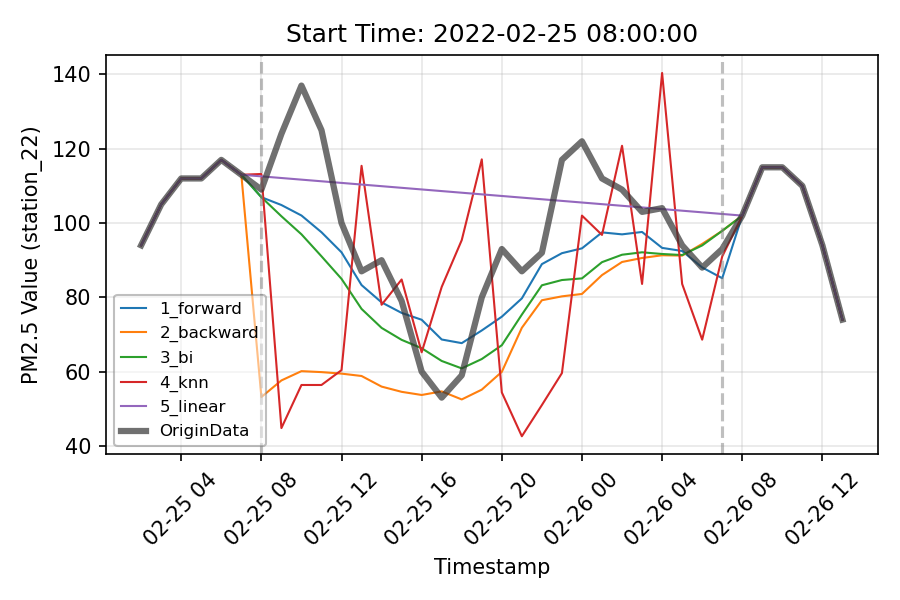 Start Time: 2022-02-25 08:00:00
PM2.5 Value (station_22)
140
120
100
80
60
40
1_forward
2_backward
3_bi
4_knn
5_linear
OriginData
02-25 04
02-25 08
02-25 12
02-25 16
02-25 20
02-26 00
02-26 04
02-26 08
02-26 12
Timestamp